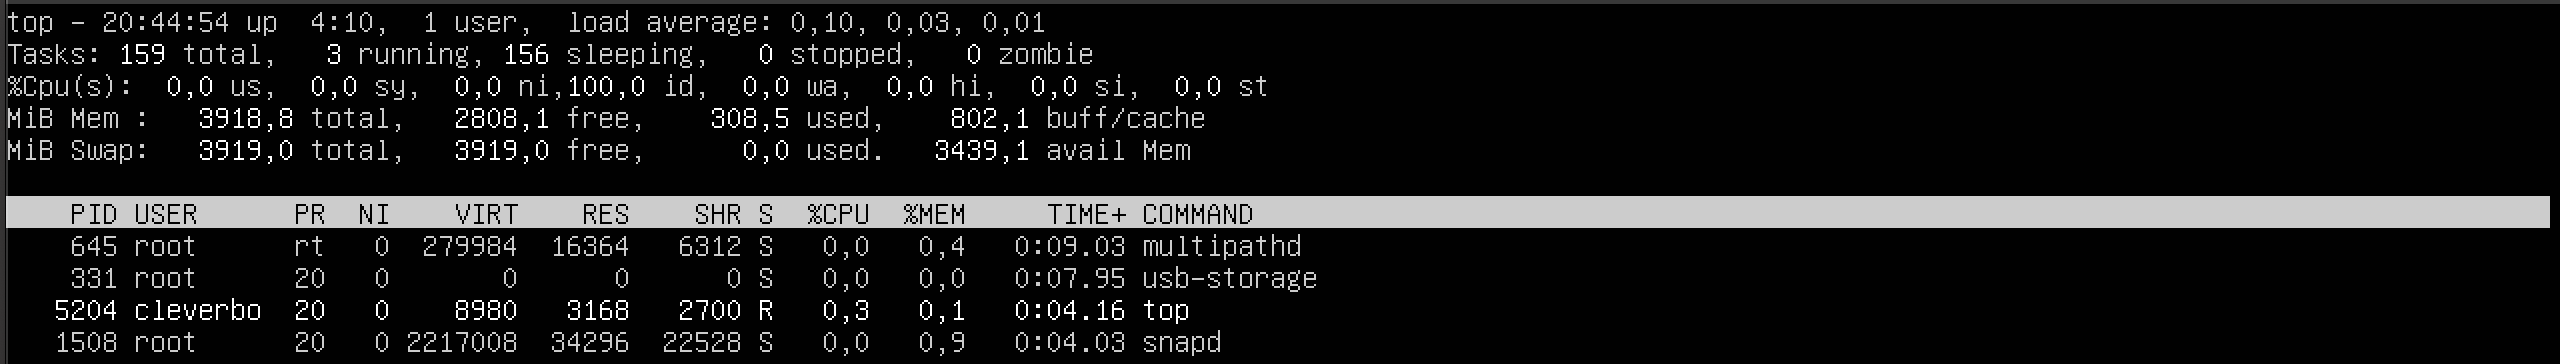 top - 20:44:54 up  4:10,  1 user,  load average: 0,10, 0,03, 0,01
Tasks: 159 total,   3 running, 156 sleeping,   0 stopped,   0 zombie
%Cpu(s):  0,0 us,  0,0 sy,  0,0 ni,100,0 id,  0,0 wa,  0,0 hi,  0,0 si,  0,0 st
MiB Mem :   3918,8 total,   2808,1 free,    308,5 used,    802,1 buff/cache
MiB Swap:   3919,0 total,   3919,0 free,      0,0 used.   3439,1 avail Mem
    PID USER      PR  NI    VIRT    RES    SHR S  %CPU  %MEM     TIME+ COMMAND
    645 root      rt   0  279984  16364   6312 S   0,0   0,4   0:09.03 multipathd
    331 root      20   0       0      0      0 S   0,0   0,0   0:07.95 usb-storage
   5204 cleverbo  20   0    8980   3168   2700 R   0,3   0,1   0:04.16 top
   1508 root      20   0 2217008  34296  22528 S   0,0   0,9   0:04.03 snapd